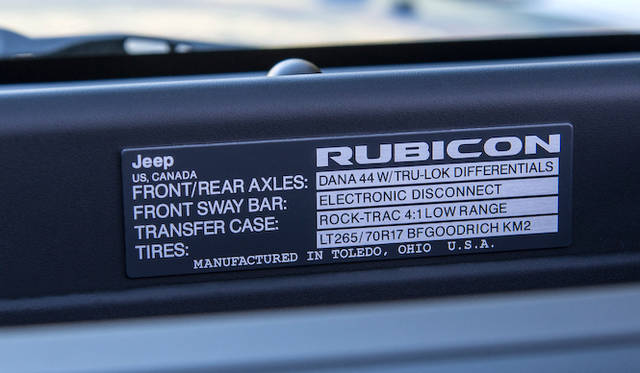 Jeep RUBICON
US, CANADA
FRONT/REAR AXLES: DANA 44 W/ TRU-LOK DIFFERENTIALS
FRONT SWAY BAR: ELECTRONIC DISCONNECT
TRANSFER CASE: ROCK-TRAC 4:1 LOW RANGE
TIRES: LT265/70R17 BFGOODRICH KM2
MANUFACTURED IN TOLEDO, OHIO U.S.A.